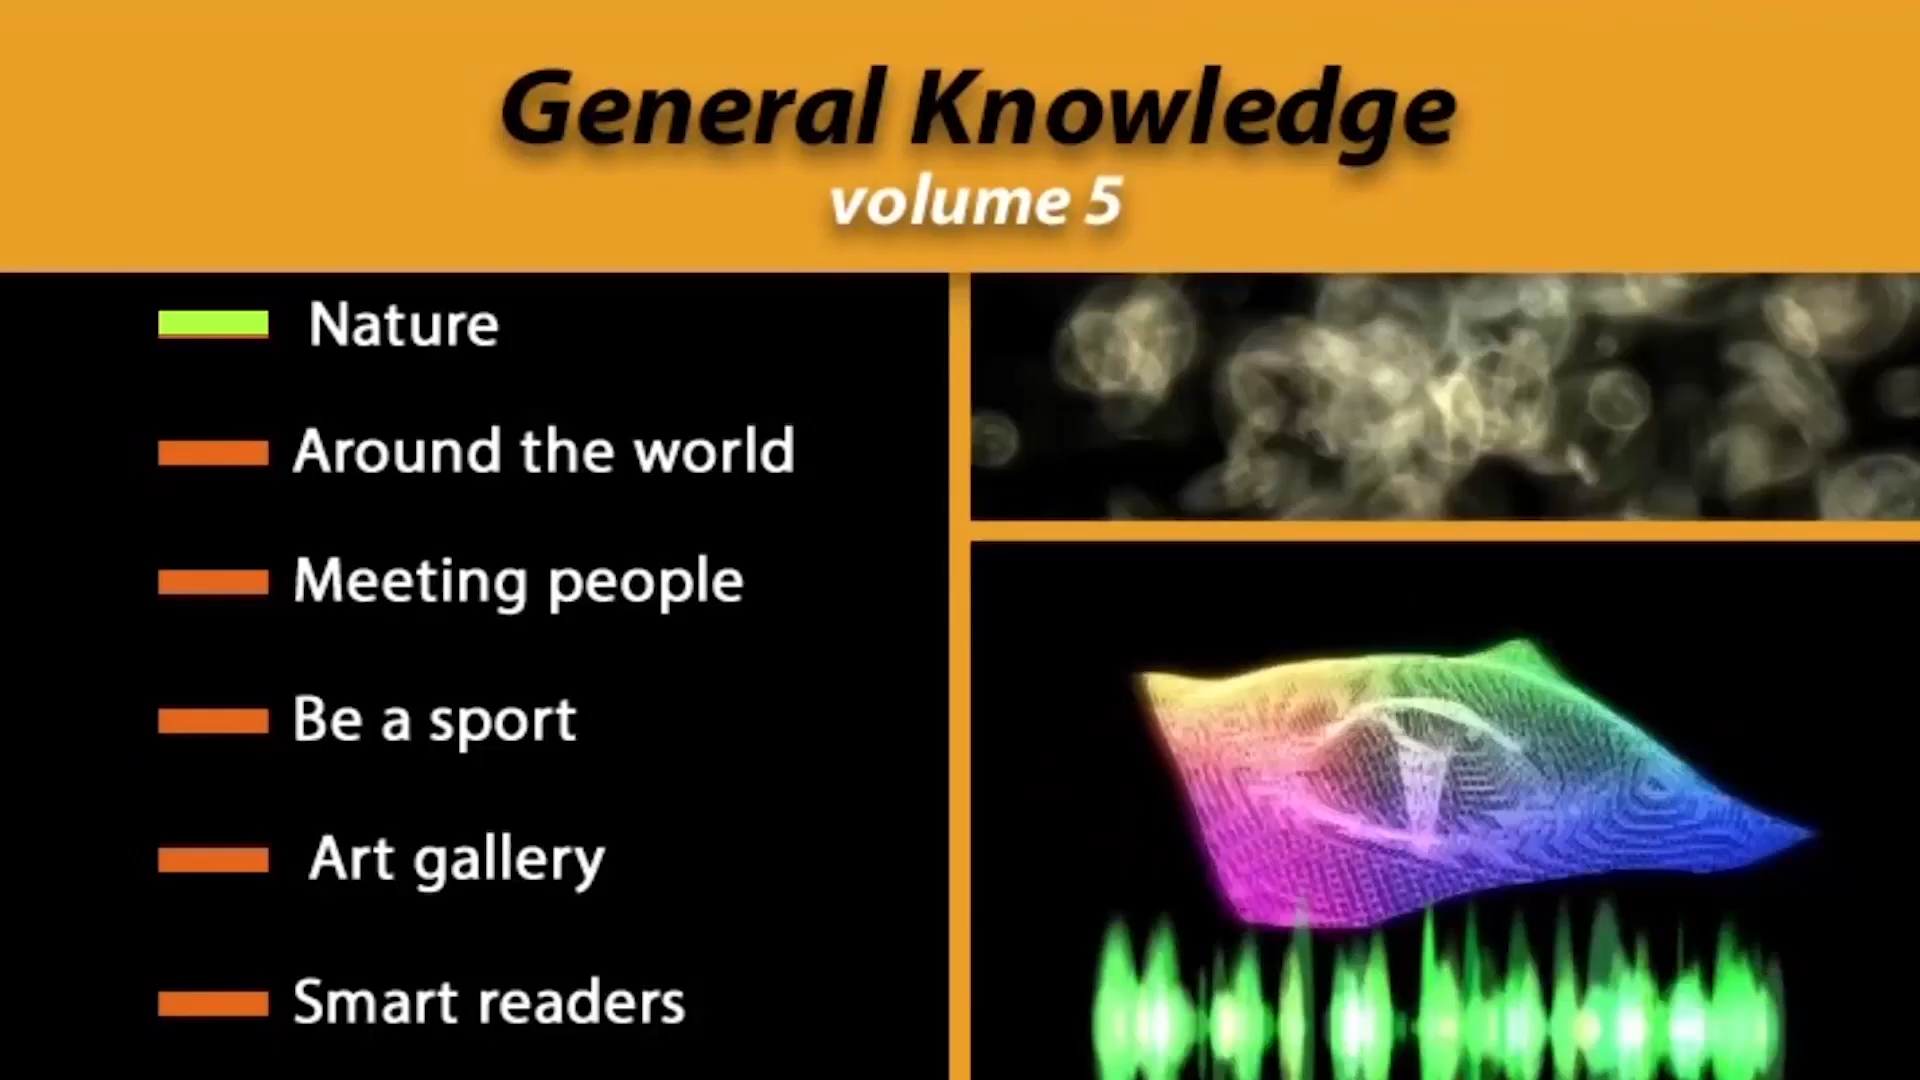 General Knowledge
volume 5
Nature
Around the world
Meeting people
Be a sport
Art gallery
Smart readers